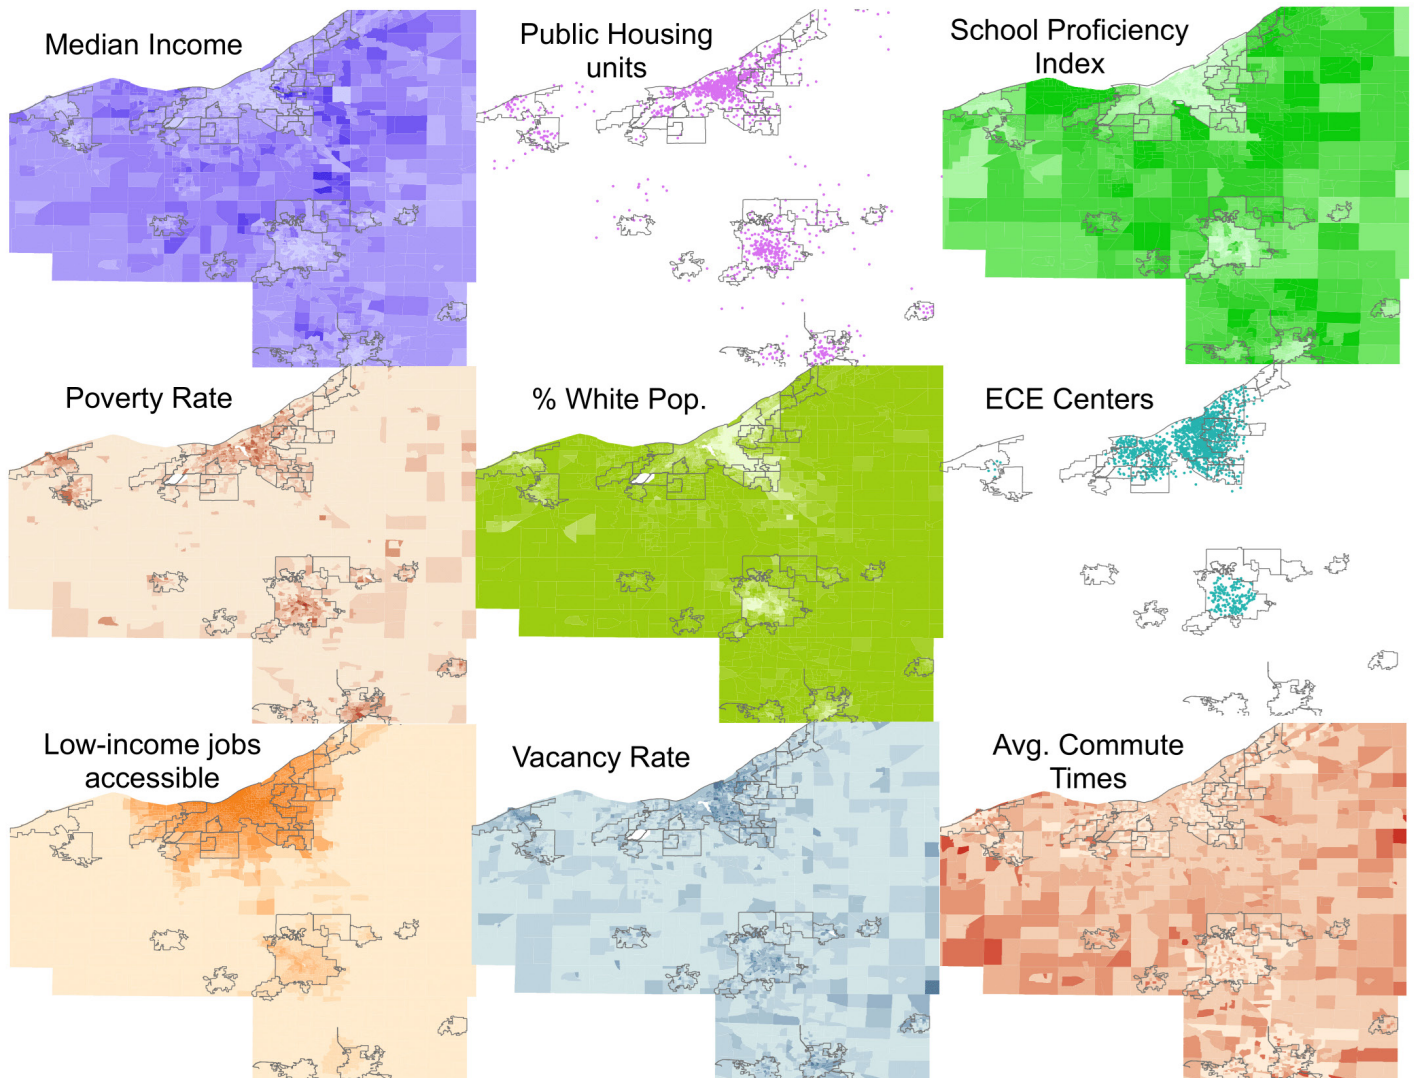 Median Income
Public Housing
units
School Proficiency
Index
Poverty Rate
% White Pop.
ECE Centers
Low-income jobs
accessible
Vacancy Rate
Avg. Commute
Times